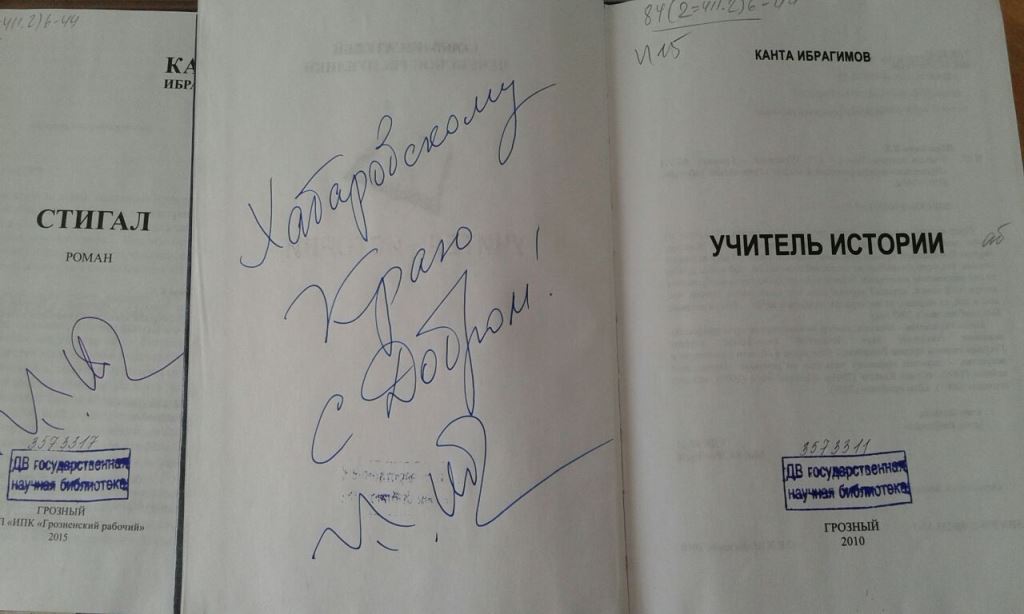 КА
ИБРА
СТИГАЛ
РОМАН
3573317
ДВ государственная
научная библиотека
ГРОЗНЫЙ
П «ИПК «Грозненский рабочий»
2015
Хабаровскому
Краю
с Добром!
84(2=411.2)6-44
И15
КАНТА ИБРАГИМОВ
УЧИТЕЛЬ ИСТОРИИ
аб
3573311
ДВ государственная
научная библиотека
ГРОЗНЫЙ
2010